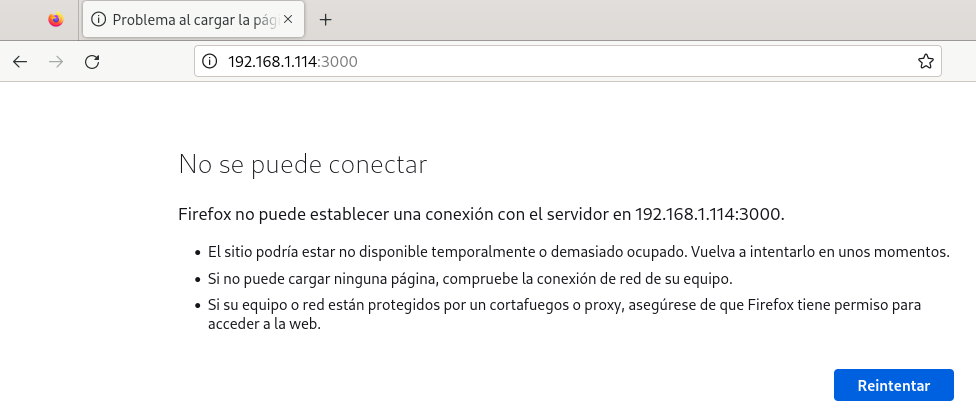 Problema al cargar la pág
192.168.1.114:3000
No se puede conectar
Firefox no puede establecer una conexión con el servidor en 192.168.1.114:3000.
• El sitio podría estar no disponible temporalmente o demasiado ocupado. Vuelva a intentarlo en unos momentos.
• Si no puede cargar ninguna página, compruebe la conexión de red de su equipo.
• Si su equipo o red están protegidos por un cortafuegos o proxy, asegúrese de que Firefox tiene permiso para
acceder a la web.
Reintentar